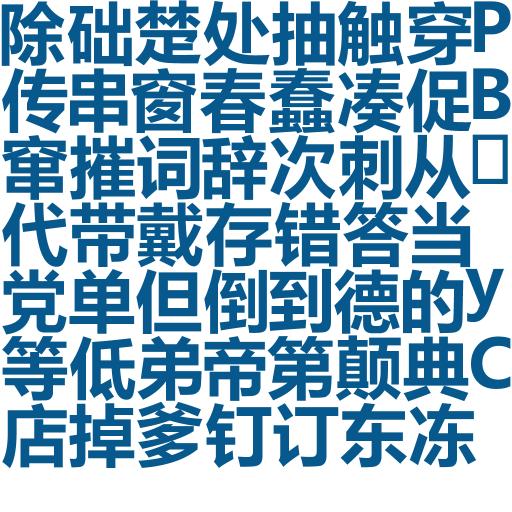 除础楚处抽触穿P
传串窗春蠢凑促B
窜摧词辞次刺从
代带戴存错答当
党单但倒到德的y
等低弟帝第颠典C
店掉爹钉订东冻